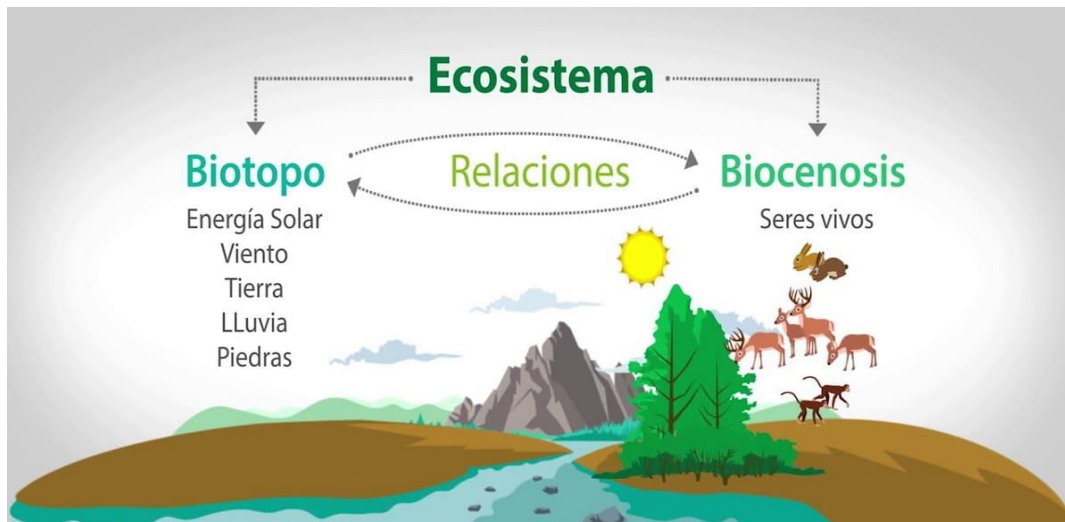 Ecosistema
Biotopo
Energía Solar
Viento
Tierra
LLuvia
Piedras
Relaciones
Biocenosis
Seres vivos